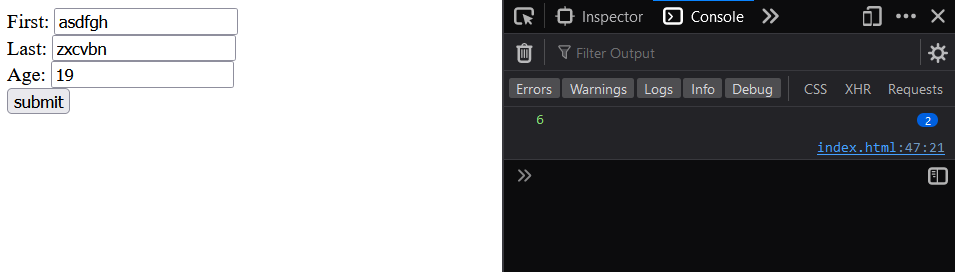 First: asdfgh
Last: zxcvbn
Age: 19
submit
Inspector Console
Filter Output
Errors Warnings Logs Info Debug CSS XHR Requests
6 2
index.html:47:21